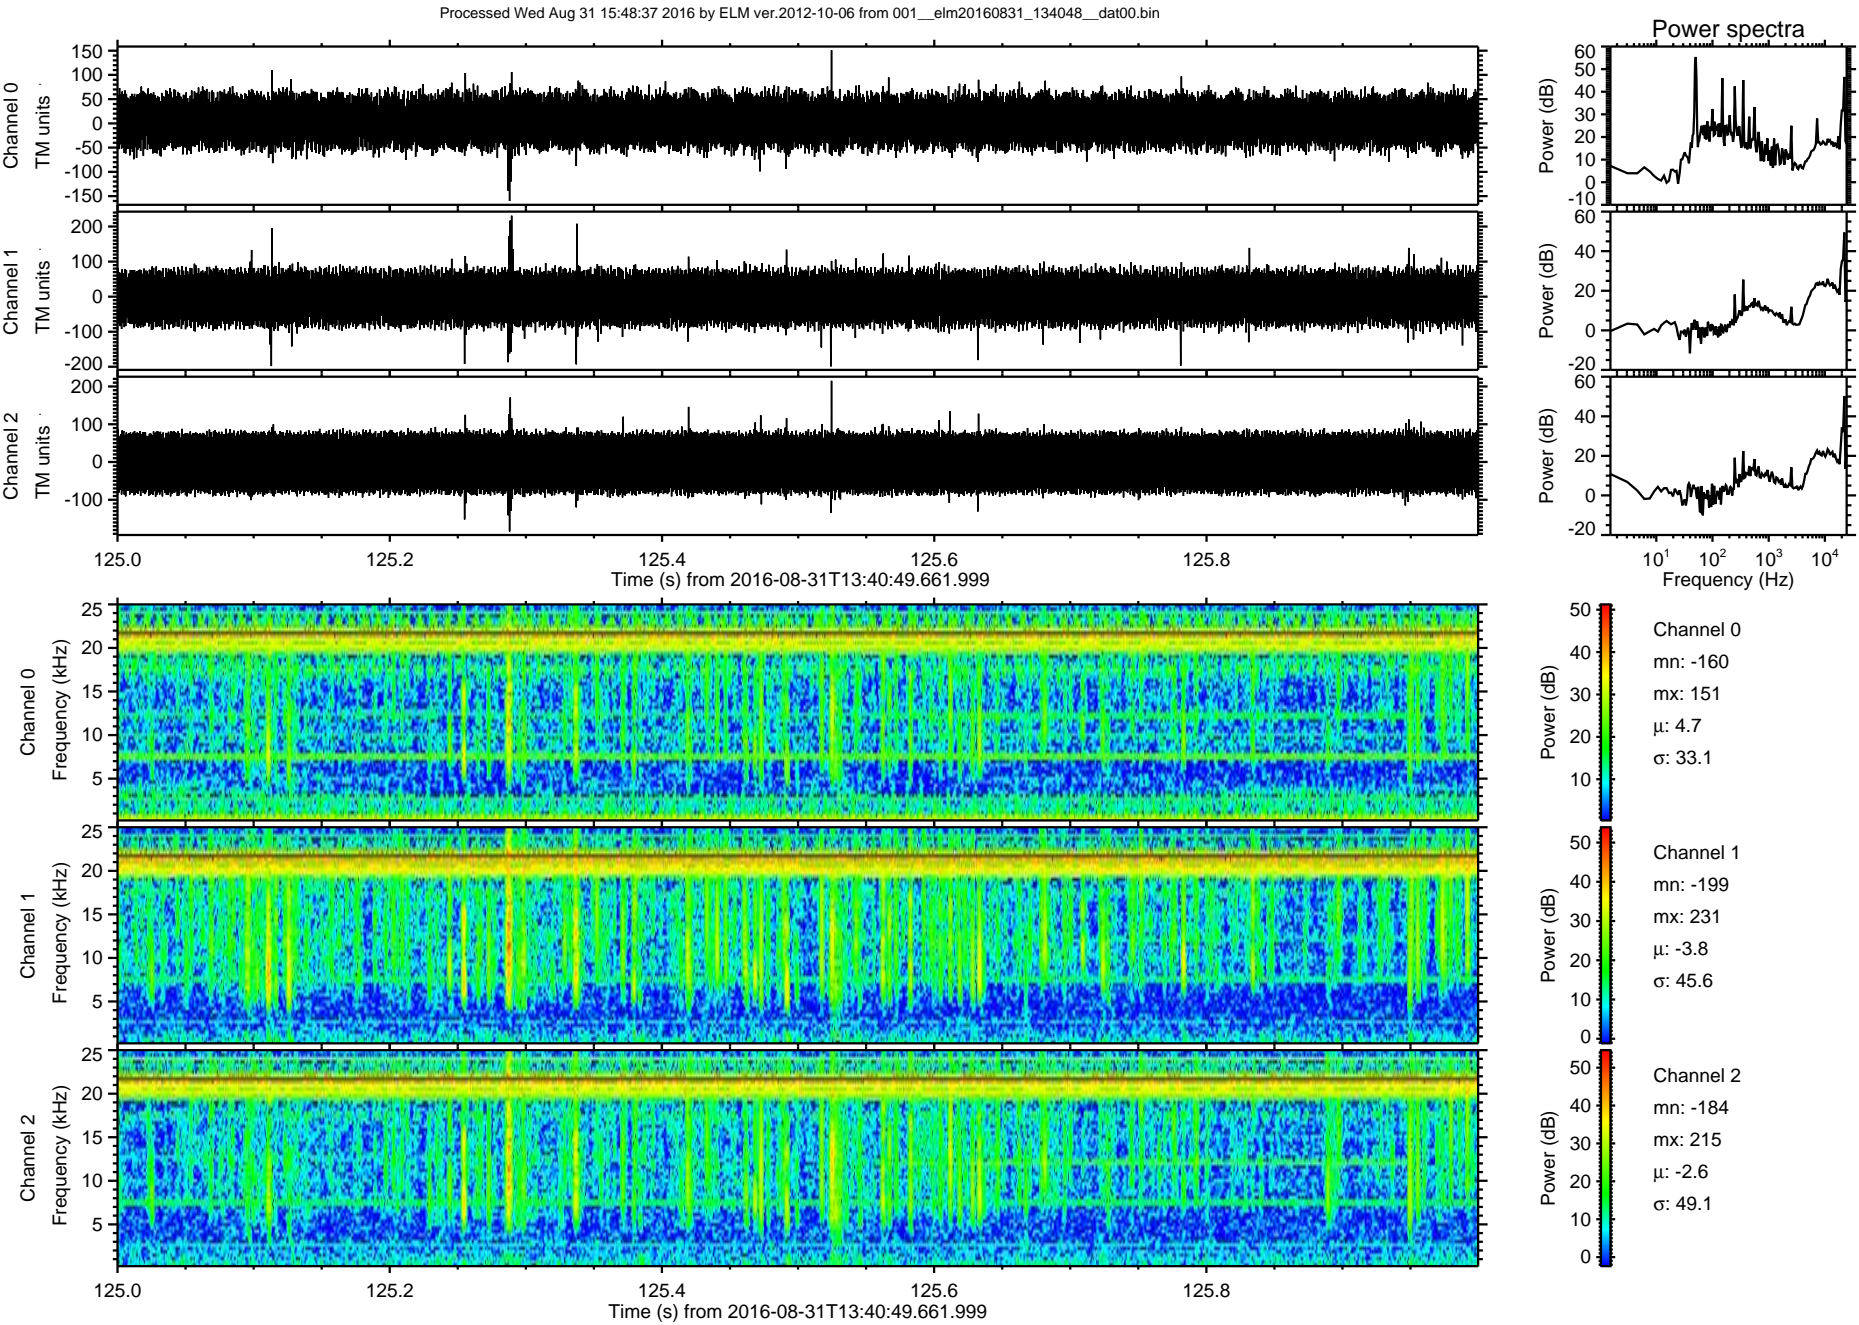 Processed Wed Aug 31 15:48:37 2016 by ELM ver.2012-10-06 from 001__elm20160831_134048__dat00.bin
Power spectra
Channel 0
TM units
150
100
50
0
-50
-100
-150
Power (dB)
60
50
40
30
20
10
0
-10
Channel 1
TM units
200
100
0
-100
-200
Power (dB)
60
40
20
0
-20
Channel 2
TM units
200
100
0
-100
Power (dB)
60
40
20
0
-20
125.0 125.2 125.4 125.6 125.8
Time (s) from 2016-08-31T13:40:49.661.999
10^1 10^2 10^3 10^4
Frequency (Hz)
Channel 0
Frequency (kHz)
25
20
15
10
5
Power (dB)
50
40
30
20
10
Channel 0
mn: -160
mx: 151
μ: 4.7
σ: 33.1
Channel 1
Frequency (kHz)
25
20
15
10
5
Power (dB)
50
40
30
20
10
0
Channel 1
mn: -199
mx: 231
μ: -3.8
σ: 45.6
Channel 2
Frequency (kHz)
25
20
15
10
5
Power (dB)
50
40
30
20
10
0
Channel 2
mn: -184
mx: 215
μ: -2.6
σ: 49.1
125.0 125.2 125.4 125.6 125.8
Time (s) from 2016-08-31T13:40:49.661.999